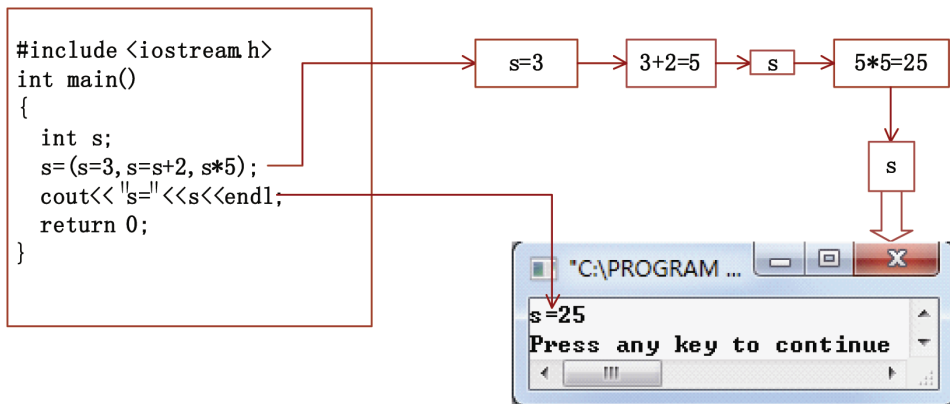 #include <iostream.h>
int main()
{
int s;
s=(s=3,s=s+2,s*5);
cout<<"s="<<s<<endl;
return 0;
}
s=3
3+2=5
s
5*5=25
s
"C:\PROGRAM ...
s=25
Press any key to continue